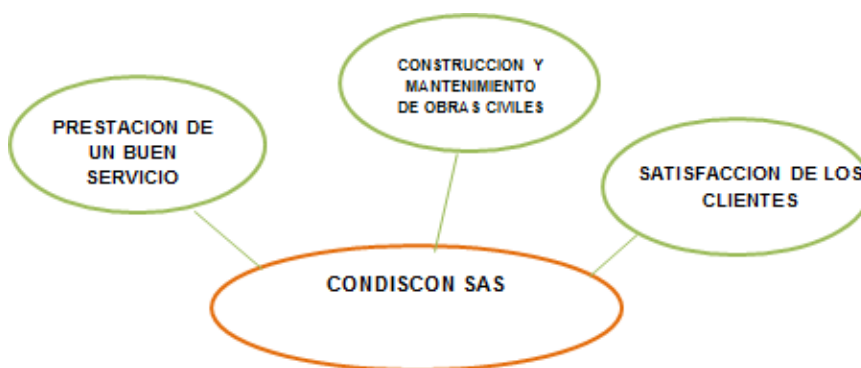 CONSTRUCCION Y
MANTENIMIENTO
DE OBRAS CIVILES
PRESTACION DE
UN BUEN
SERVICIO
SATISFACCION DE LOS
CLIENTES
CONDISCON SAS